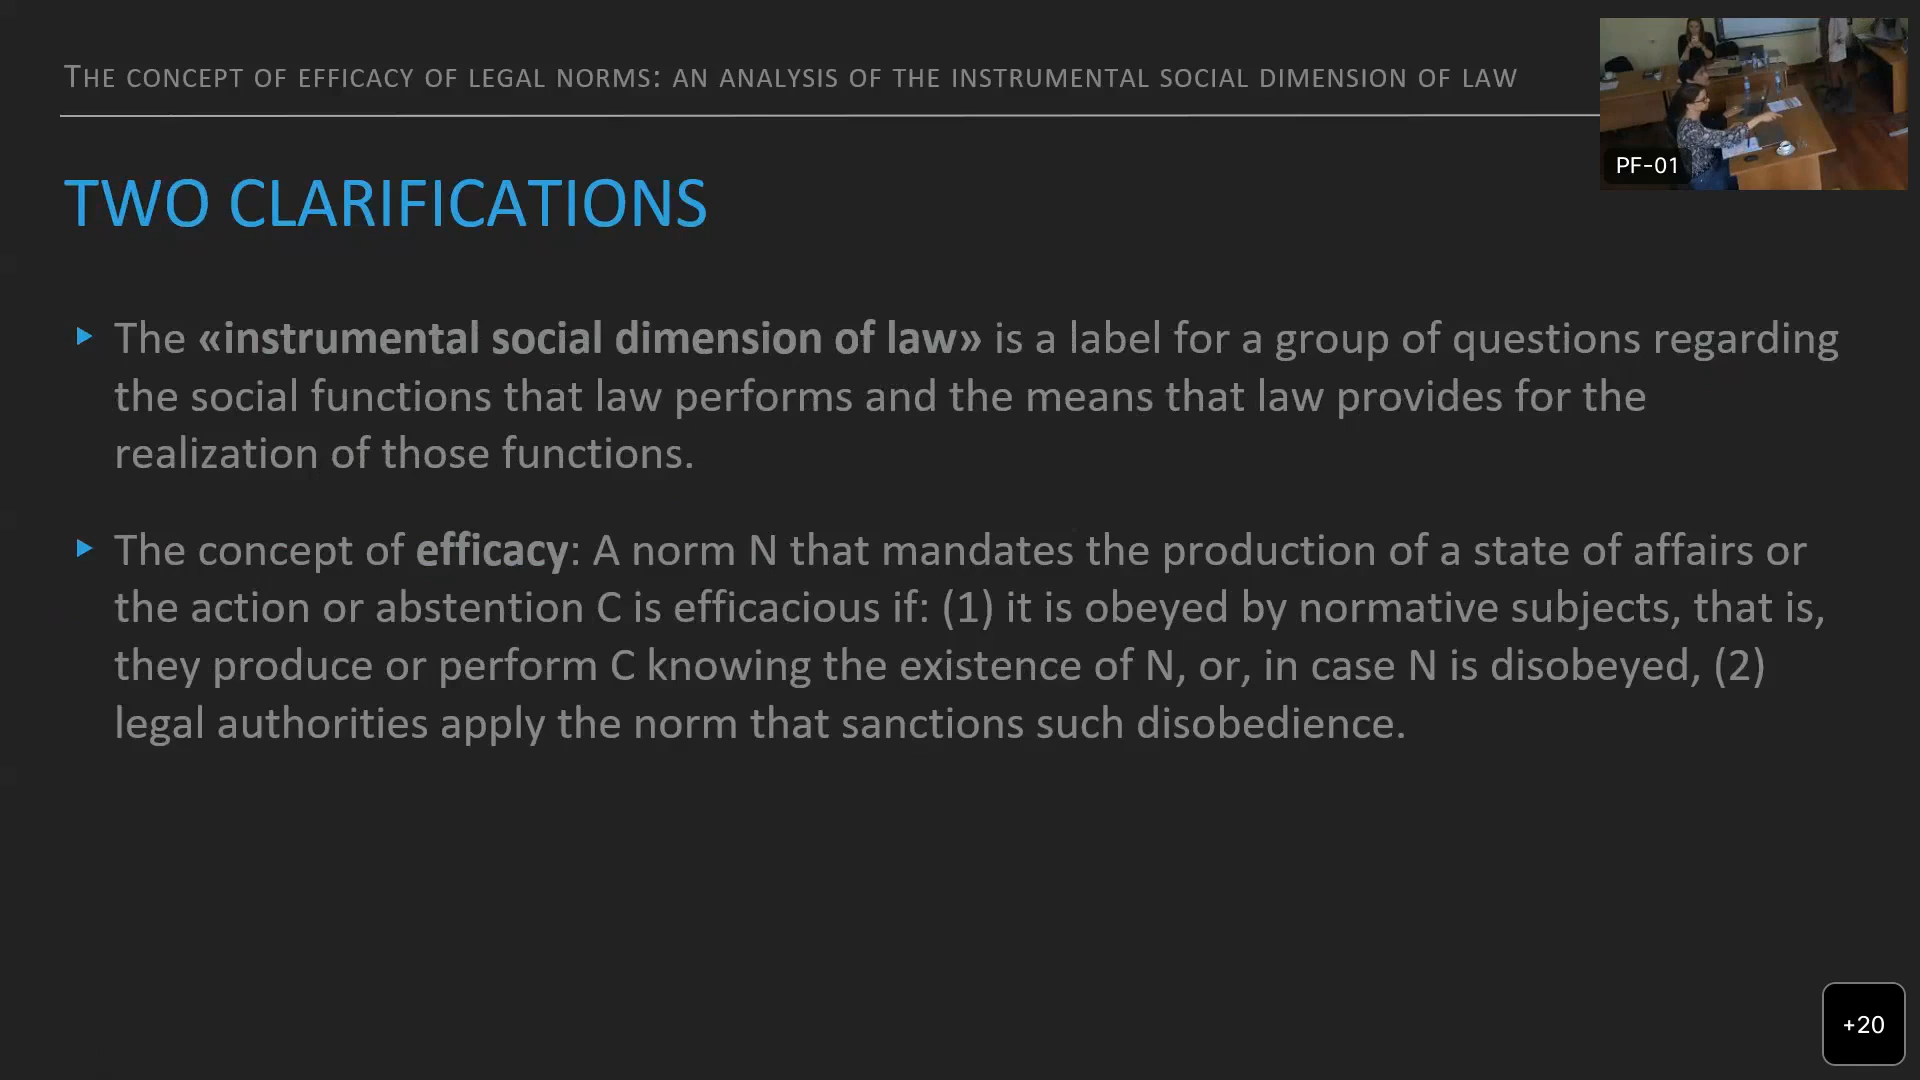 THE CONCEPT OF EFFICACY OF LEGAL NORMS: AN ANALYSIS OF THE INSTRUMENTAL SOCIAL DIMENSION OF LAW
PF-01
TWO CLARIFICATIONS
The «instrumental social dimension of law» is a label for a group of questions regarding
the social functions that law performs and the means that law provides for the
realization of those functions.
The concept of efficacy: A norm N that mandates the production of a state of affairs or
the action or abstention C is efficacious if: (1) it is obeyed by normative subjects, that is,
they produce or perform C knowing the existence of N, or, in case N is disobeyed, (2)
legal authorities apply the norm that sanctions such disobedience.
+20